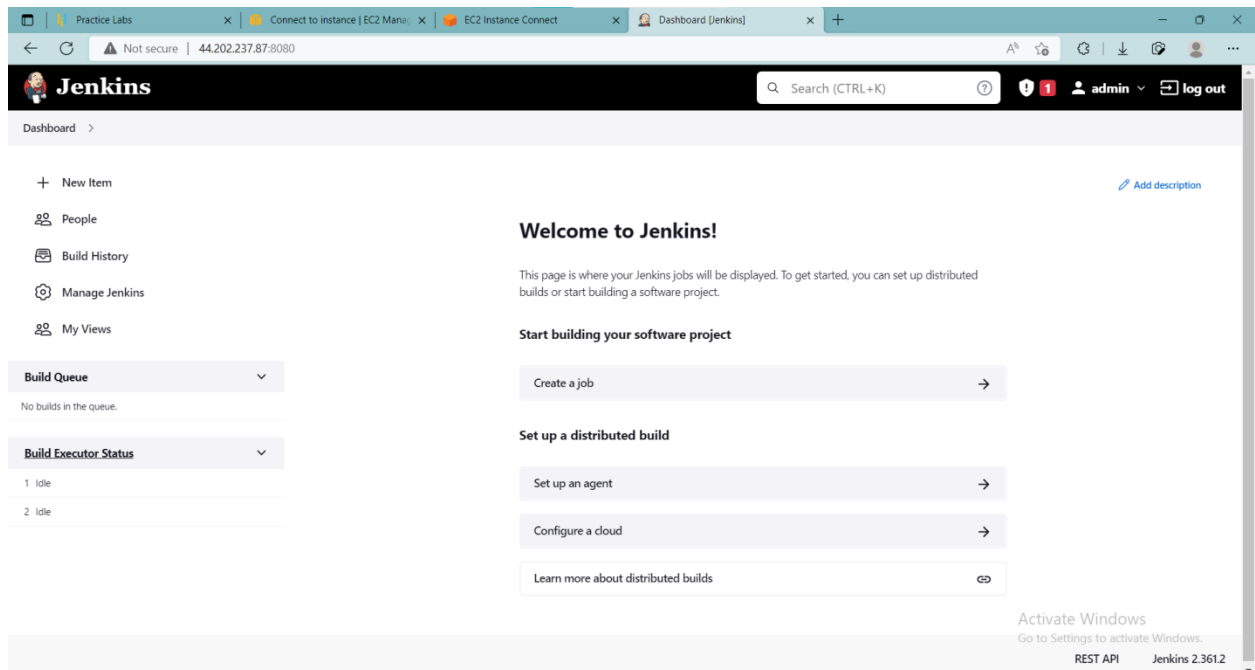 Practice Labs
Connect to instance | EC2 Manag
EC2 Instance Connect
Dashboard [Jenkins]
Not secure | 44.202.237.87:8080
Jenkins
Search (CTRL+K)
1
admin
log out
Dashboard
New Item
People
Build History
Manage Jenkins
My Views
Build Queue
No builds in the queue.
Build Executor Status
1 Idle
2 Idle
Add description
Welcome to Jenkins!
This page is where your Jenkins jobs will be displayed. To get started, you can set up distributed
builds or start building a software project.
Start building your software project
Create a job
Set up a distributed build
Set up an agent
Configure a cloud
Learn more about distributed builds
Activate Windows
Go to Settings to activate Windows.
REST API
Jenkins 2.361.2